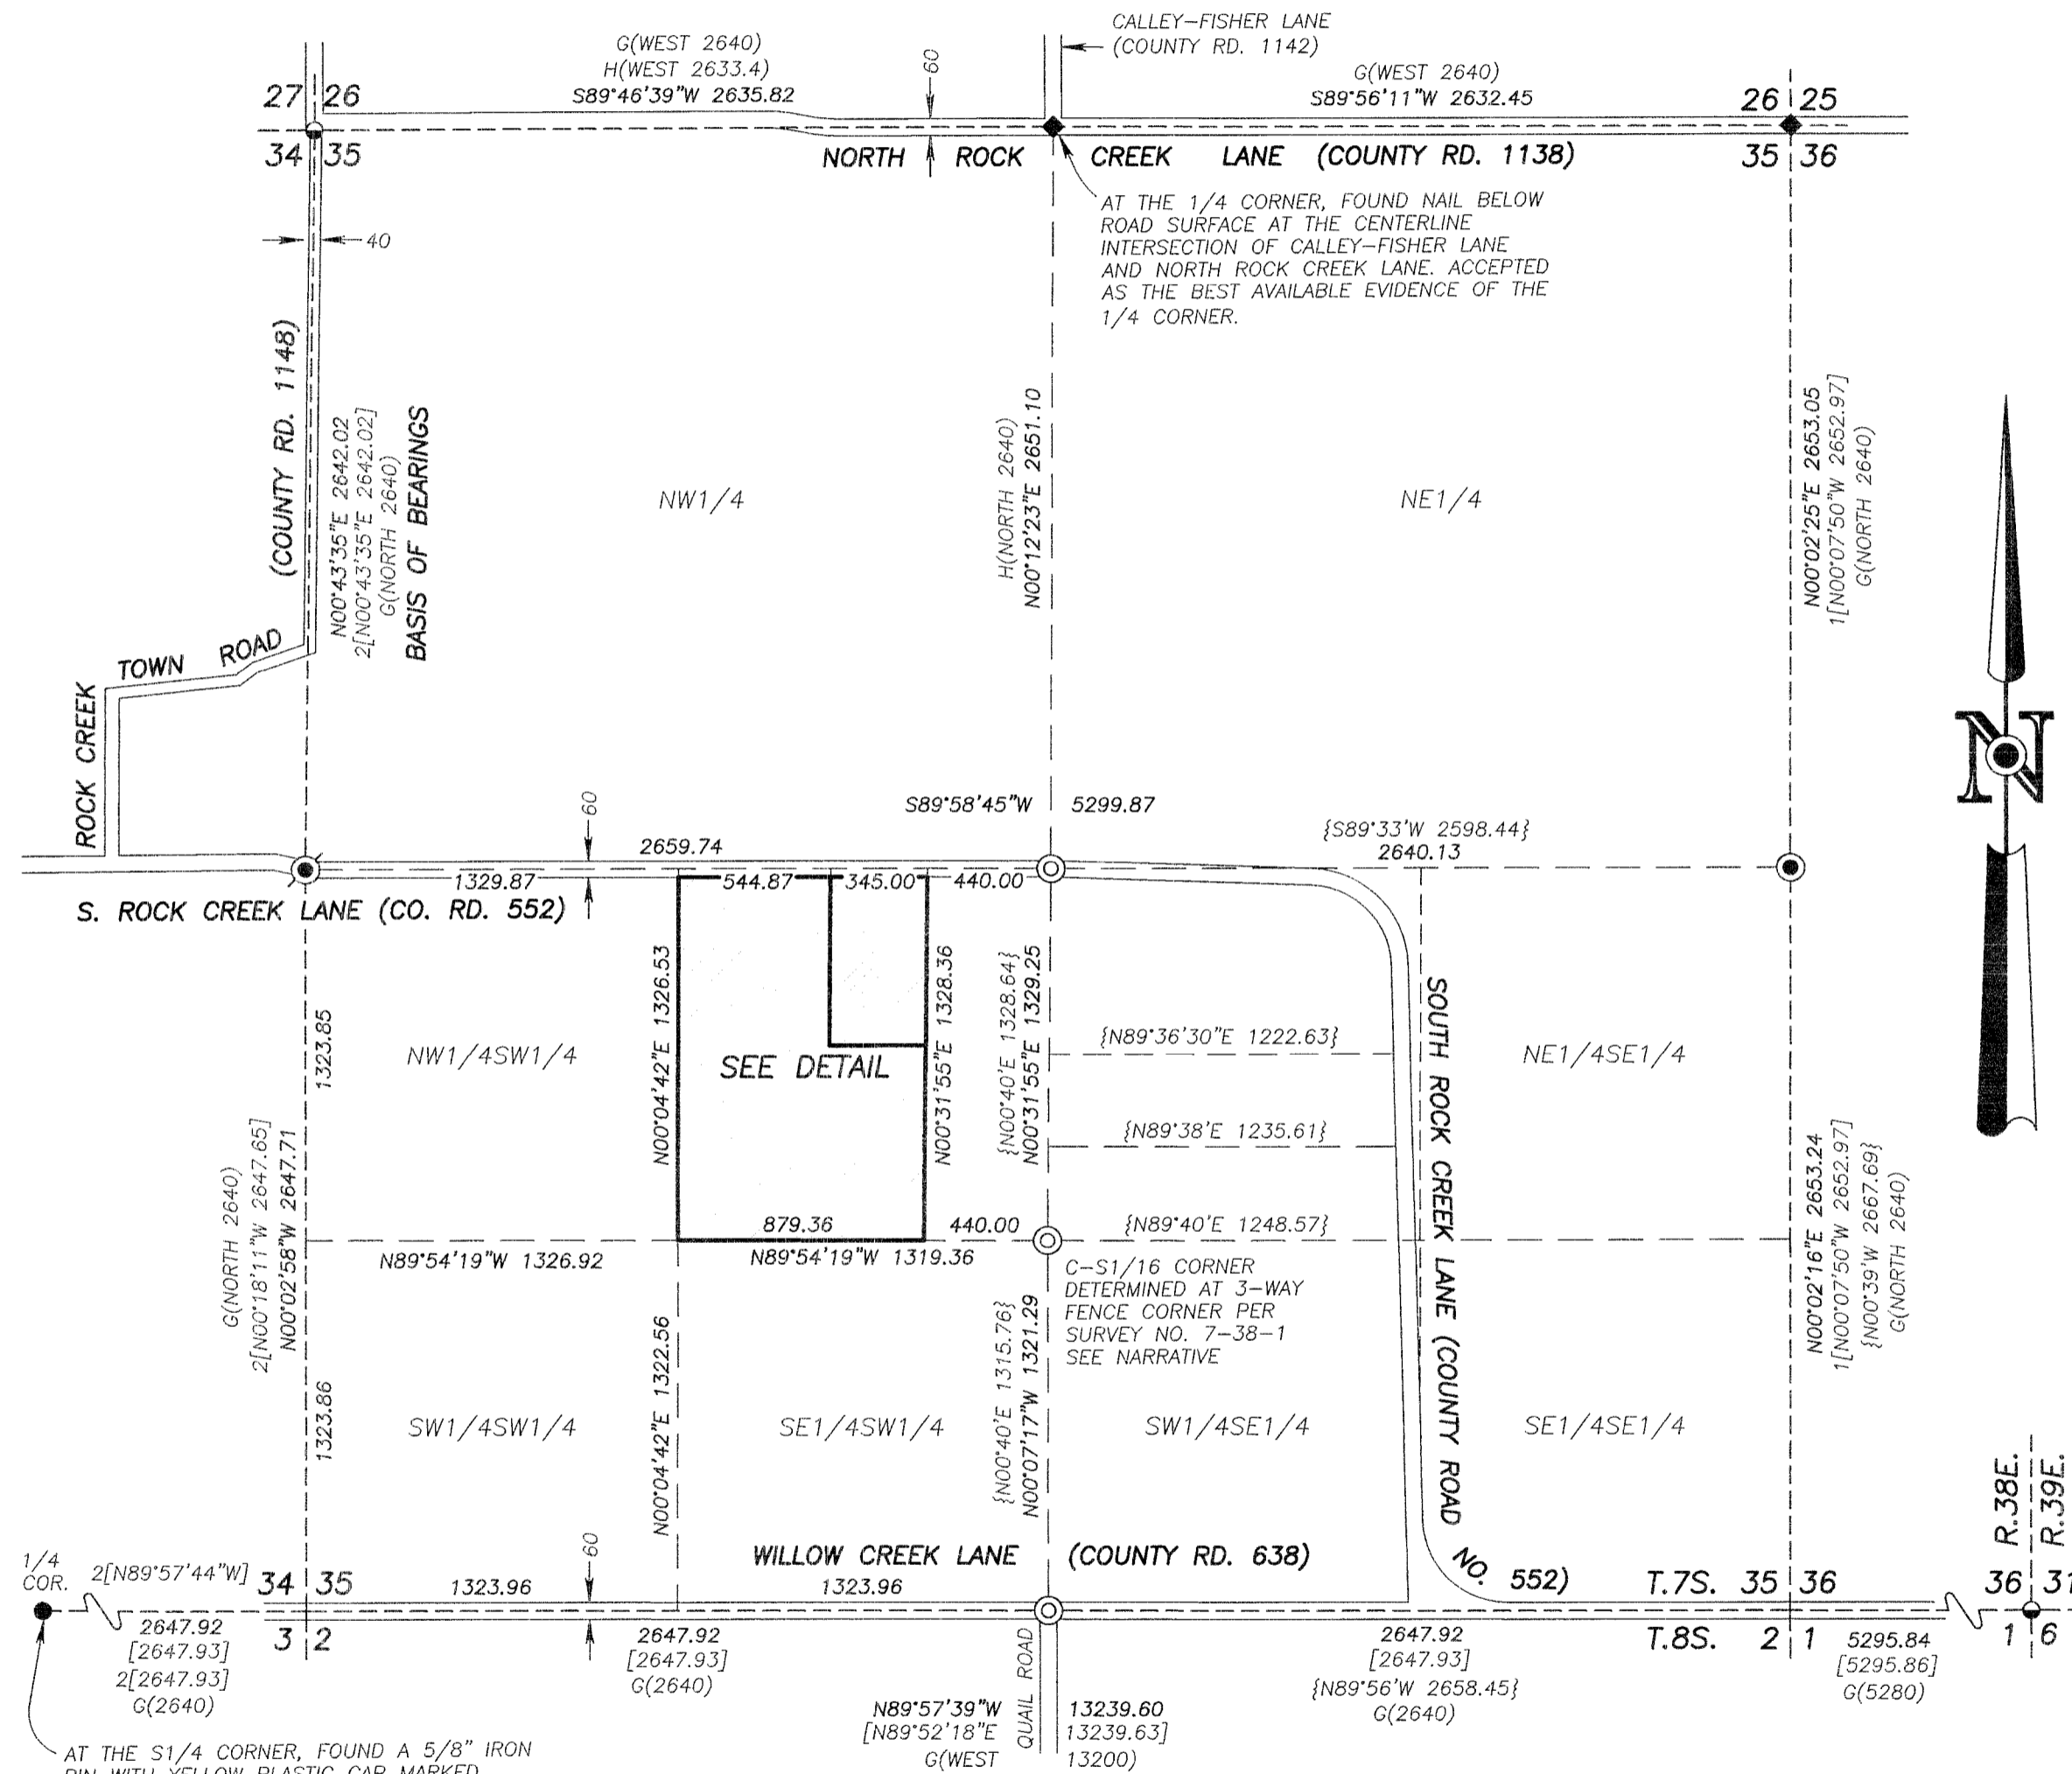 CALLEY-FISHER LANE
(COUNTY RD. 1142)
G(WEST 2640)
H(WEST 2633.4)
S89°46'39"W 2635.82
60
G(WEST 2640)
S89°56'11"W 2632.45
27 26
34 35
26 25
35 36
NORTH ROCK CREEK LANE (COUNTY RD. 1138)
AT THE 1/4 CORNER, FOUND NAIL BELOW
ROAD SURFACE AT THE CENTERLINE
INTERSECTION OF CALLEY-FISHER LANE
AND NORTH ROCK CREEK LANE. ACCEPTED
AS THE BEST AVAILABLE EVIDENCE OF THE
1/4 CORNER.
40
(COUNTY RD. 1148)
N00°43'35"E 2642.02
2[N00°43'35"E 2642.02]
G(NORTH 2640)
BASIS OF BEARINGS
NW1/4
H(NORTH 2640)
N00°12'23"E 2651.10
NE1/4
N00°02'25"E 2653.05
1[N00°07'50"W 2652.97]
G(NORTH 2640)
N
ROCK CREEK
TOWN ROAD
S89°58'45"W 5299.87
60
2659.74
{S89°33'W 2598.44}
2640.13
1329.87
544.87
345.00
440.00
S. ROCK CREEK LANE (CO. RD. 552)
1323.85
NW1/4SW1/4
N00°04'42"E 1326.53
SEE DETAIL
N00°31'55"E 1328.36
{N00°40'E 1328.64}
N00°31'55"E 1329.25
{N89°36'30"E 1222.63}
{N89°38'E 1235.61}
{N89°40'E 1248.57}
SOUTH ROCK CREEK LANE (COUNTY ROAD NO. 552)
NE1/4SE1/4
G(NORTH 2640)
2[N00°18'11"W 2647.65]
N00°02'58"W 2647.71
879.36
440.00
N89°54'19"W 1326.92
N89°54'19"W 1319.36
C-S1/16 CORNER
DETERMINED AT 3-WAY
FENCE CORNER PER
SURVEY NO. 7-38-1
SEE NARRATIVE
N00°02'16"E 2653.24
1[N00°07'50"W 2652.97]
{N00°39'W 2667.69}
G(NORTH 2640)
1323.86
SW1/4SW1/4
N00°04'42"E 1322.56
SE1/4SW1/4
{N00°40'E 1315.76}
N00°07'17"W 1321.29
SW1/4SE1/4
SE1/4SE1/4
R.38E.
R.39E.
1/4
COR.
2[N89°57'44"W]
34 35
3 2
1323.96
60
WILLOW CREEK LANE (COUNTY RD. 638)
1323.96
T.7S. 35 36
T.8S. 2 1
36 31
1 6
2647.92
[2647.93]
2[2647.93]
G(2640)
2647.92
[2647.93]
G(2640)
QUAIL ROAD
2647.92
[2647.93]
{N89°56'W 2658.45}
G(2640)
5295.84
[5295.86]
G(5280)
N89°57'39"W 13239.60
[N89°52'18"E 13239.63]
G(WEST 13200)
AT THE S1/4 CORNER, FOUND A 5/8" IRON
PIN WITH YELLOW PLASTIC CAP MARKED